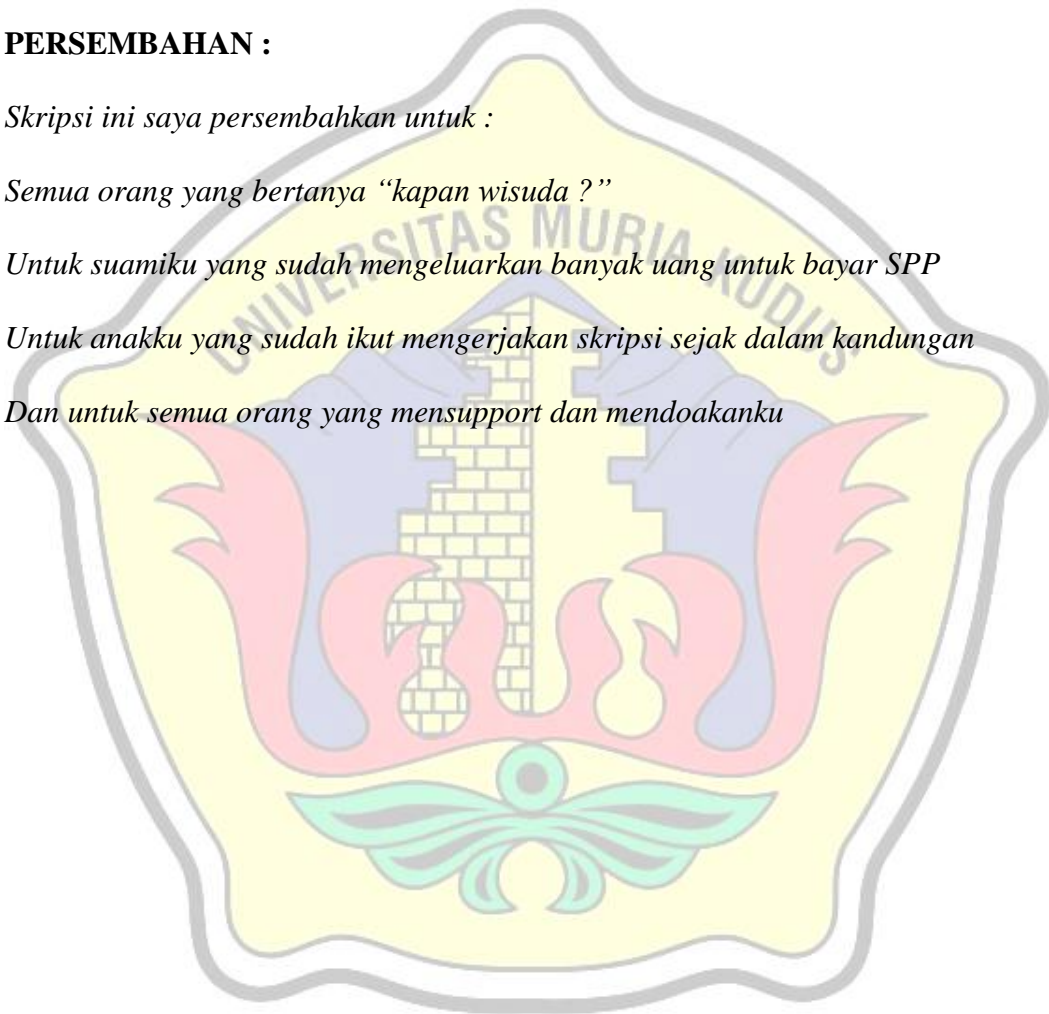 PERSEMBAHAN :
Skripsi ini saya persembahkan untuk :
Semua orang yang bertanya “kapan wisuda ?”
UNIVERSITAS MURIA KUDUS
Untuk suamiku yang sudah mengeluarkan banyak uang untuk bayar SPP
Untuk anakku yang sudah ikut mengerjakan skripsi sejak dalam kandungan
Dan untuk semua orang yang mensupport dan mendoakanku